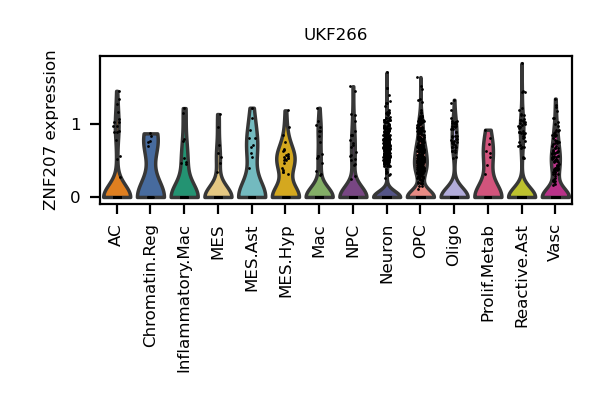 UKF266
ZNF207 expression
1
0
AC
Chromatin.Reg
Inflammatory.Mac
MES
MES.Ast
MES.Hyp
Mac
NPC
Neuron
OPC
Oligo
Prolif.Metab
Reactive.Ast
Vasc